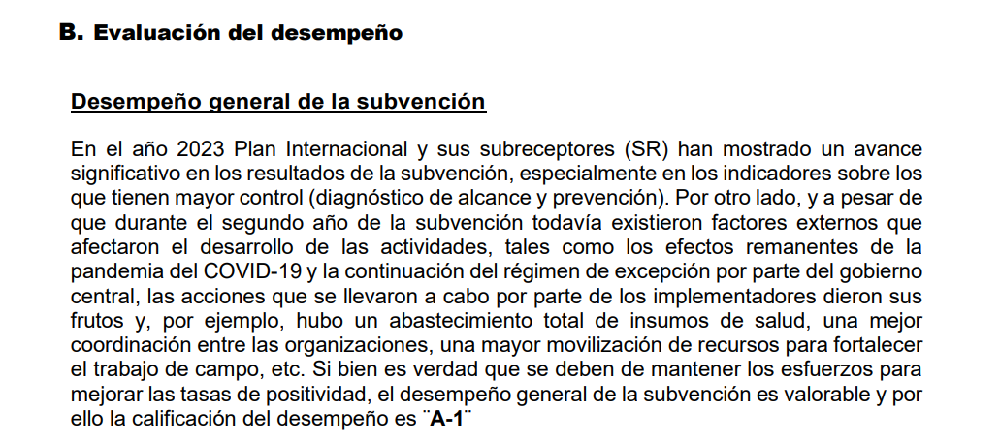 B. Evaluación del desempeño
Desempeño general de la subvención
En el año 2023 Plan Internacional y sus subreceptores (SR) han mostrado un avance
significativo en los resultados de la subvención, especialmente en los indicadores sobre los
que tienen mayor control (diagnóstico de alcance y prevención). Por otro lado, y a pesar de
que durante el segundo año de la subvención todavía existieron factores externos que
afectaron el desarrollo de las actividades, tales como los efectos remanentes de la
pandemia del COVID-19 y la continuación del régimen de excepción por parte del gobierno
central, las acciones que se llevaron a cabo por parte de los implementadores dieron sus
frutos y, por ejemplo, hubo un abastecimiento total de insumos de salud, una mejor
coordinación entre las organizaciones, una mayor movilización de recursos para fortalecer
el trabajo de campo, etc. Si bien es verdad que se deben de mantener los esfuerzos para
mejorar las tasas de positividad, el desempeño general de la subvención es valorable y por
ello la calificación del desempeño es ¨A-1¨